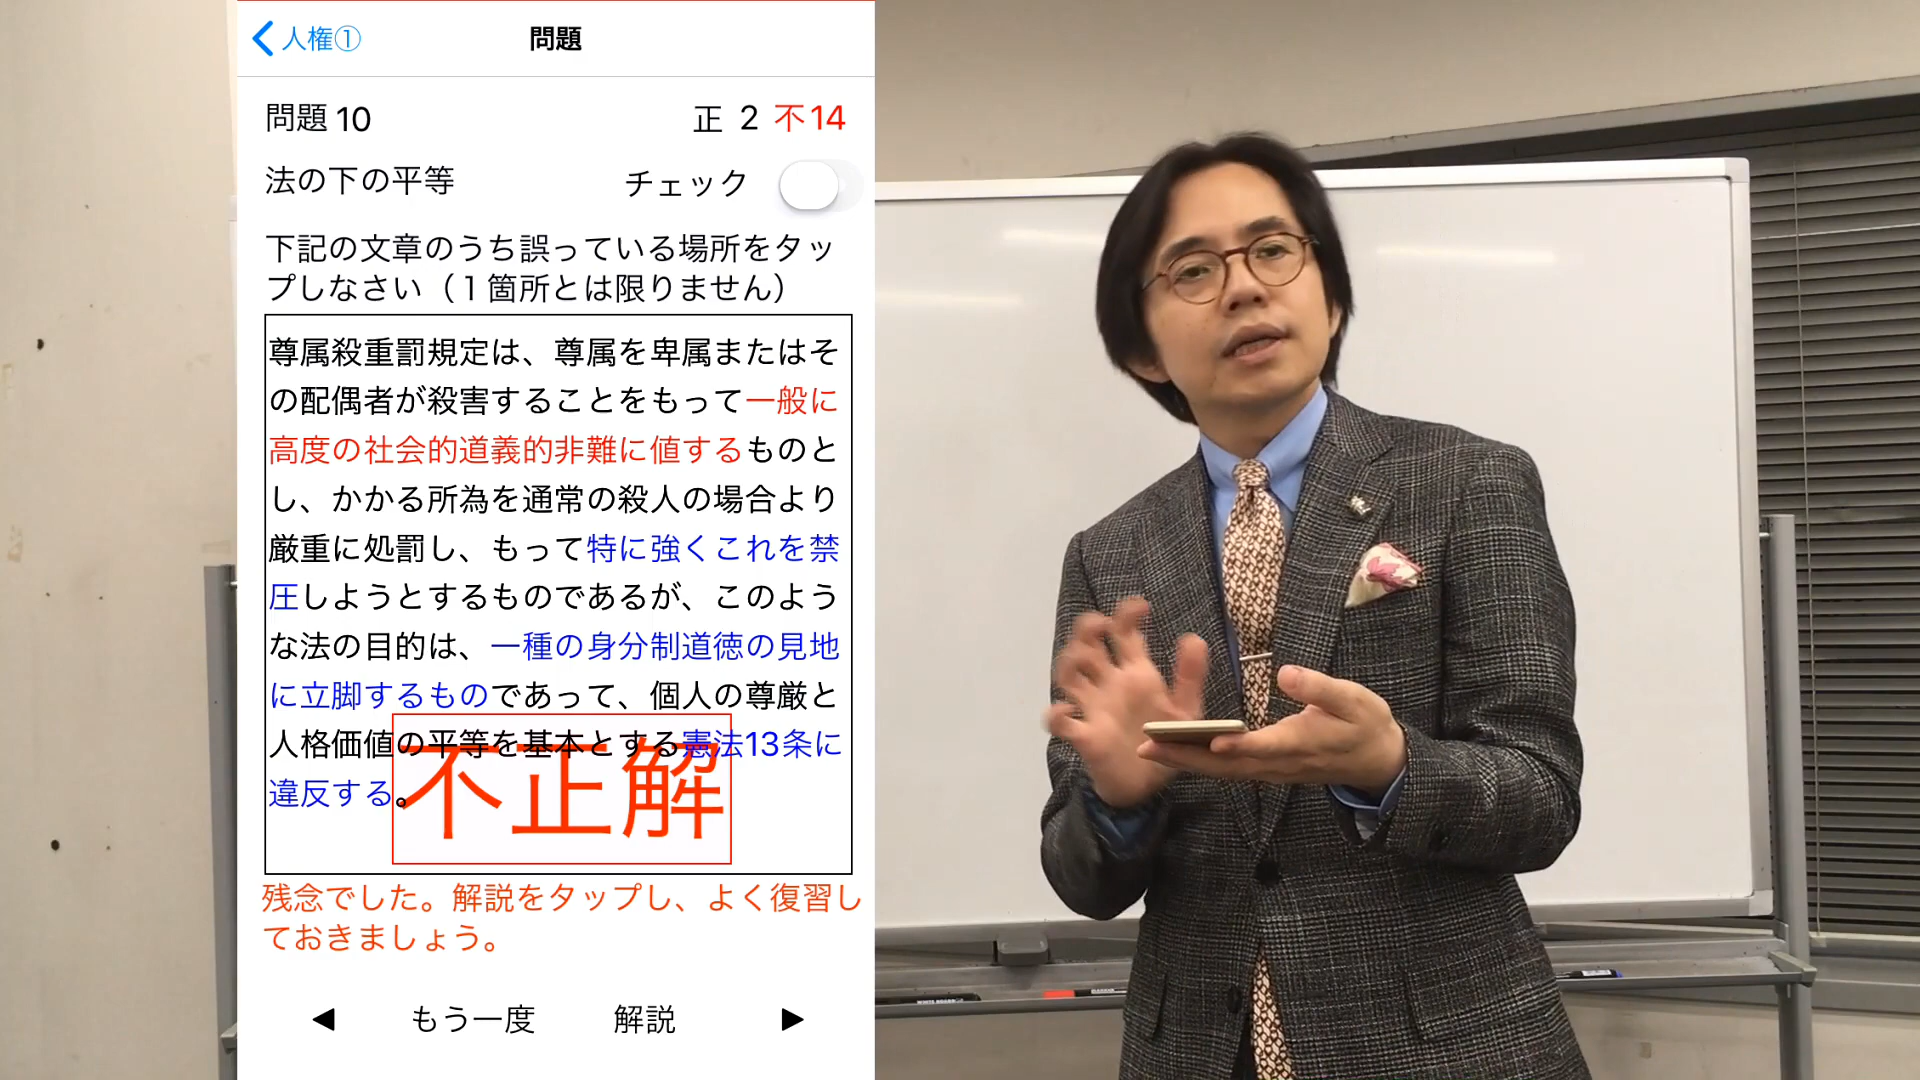 人権①
問題
問題 10
正 2 不14
法の下の平等
チェック
下記の文章のうち誤っている場所をタッ
プしなさい（１箇所とは限りません）
尊属殺重罰規定は、尊属を卑属またはそ
の配偶者が殺害することをもって一般に
高度の社会的道義的非難に値するものと
し、かかる所為を通常の殺人の場合より
厳重に処罰し、もって特に強くこれを禁
圧しようとするものであるが、このよう
な法の目的は、一種の身分制道徳の見地
に立脚するものであって、個人の尊厳と
人格価値の平等を基本とする憲法13条に
違反する。
不正解
残念でした。解説をタップし、よく復習し
ておきましょう。
もう一度
解説